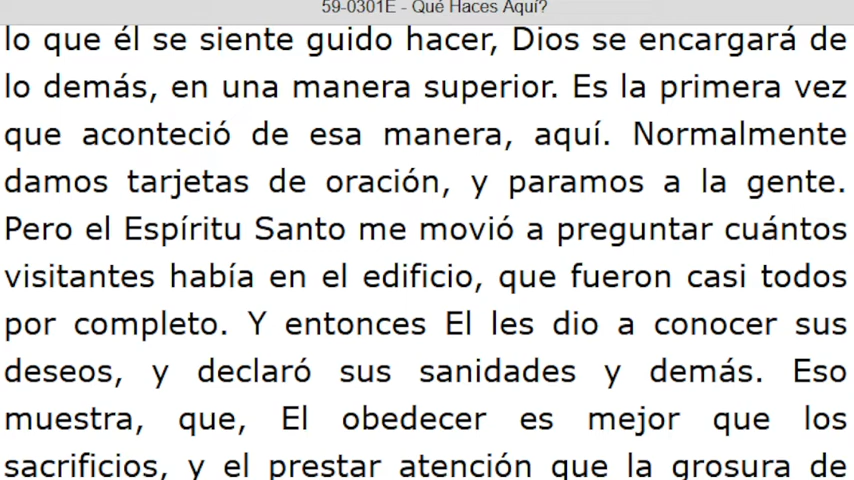 59-0301E - Qué Haces Aquí?
lo que él se siente guido hacer, Dios se encargará de
lo demás, en una manera superior. Es la primera vez
que aconteció de esa manera, aquí. Normalmente
damos tarjetas de oración, y paramos a la gente.
Pero el Espíritu Santo me movió a preguntar cuántos
visitantes había en el edificio, que fueron casi todos
por completo. Y entonces El les dio a conocer sus
deseos, y declaró sus sanidades y demás. Eso
muestra, que, El obedecer es mejor que los
sacrificios, y el prestar atención que la grosura de